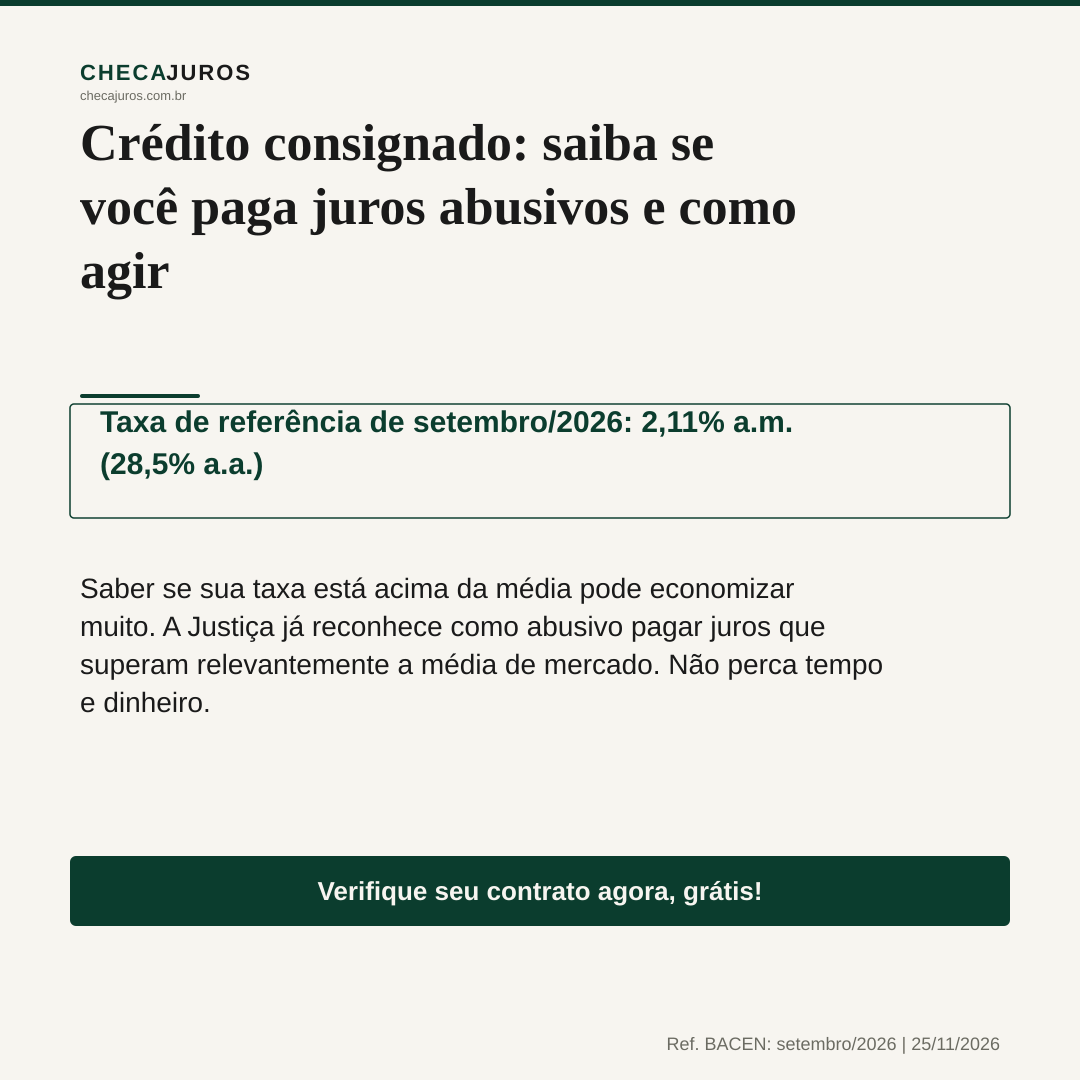 CHECAJUROS
checajuros.com.br
Crédito consignado: saiba se
você paga juros abusivos e como
agir
Taxa de referência de setembro/2026: 2,11% a.m.
(28,5% a.a.)
Saber se sua taxa está acima da média pode economizar
muito. A Justiça já reconhece como abusivo pagar juros que
superam relevantemente a média de mercado. Não perca tempo
e dinheiro.
Verifique seu contrato agora, grátis!
Ref. BACEN: setembro/2026 | 25/11/2026